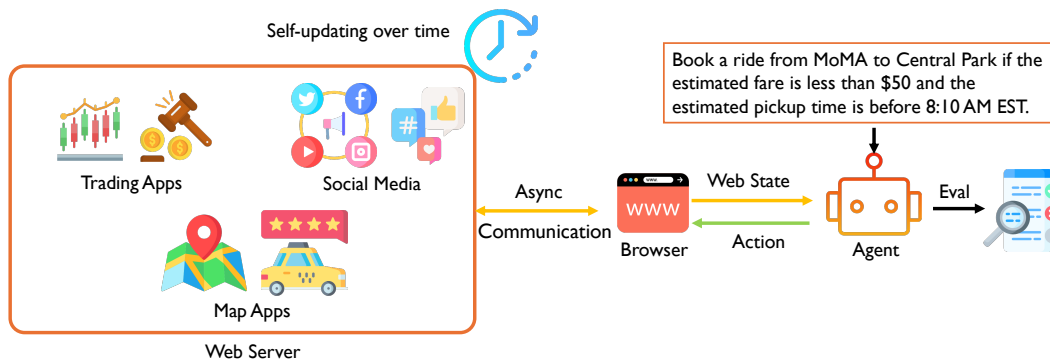 Self-updating over time
Book a ride from MoMA to Central Park if the
estimated fare is less than $50 and the
estimated pickup time is before 8:10 AM EST.
Trading Apps
Social Media
#
Map Apps
Web Server
Async
Communication
www
WWW
Browser
Web State
Action
Agent
Eval